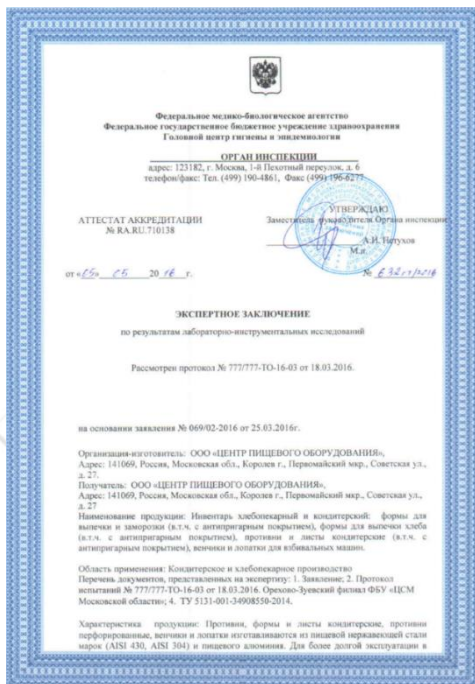 Федеральное медико-биологическое агентство
Федеральное государственное бюджетное учреждение здравоохранения
Головной центр гигиены и эпидемиологии
ОРГАН ИНСПЕКЦИИ
адрес: 123182, г. Москва, 1-й Пехотный переулок, д. 6
телефон/факс: Тел. (499) 190-4861, Факс (499) 196-6277
УТВЕРЖДАЮ
АТТЕСТАТ АККРЕДИТАЦИИ
Заместитель руководителя Органа инспекции
№ RA.RU.710138
А.И. Петухов
М.п.
от « 05 » 05 20 16 г.
№
ЭКСПЕРТНОЕ ЗАКЛЮЧЕНИЕ
по результатам лабораторно-инструментальных исследований
Рассмотрен протокол № 777/777-ТО-16-03 от 18.03.2016.
на основании заявления № 069/02-2016 от 25.03.2016г.
Организация-изготовитель: ООО «ЦЕНТР ПИЩЕВОГО ОБОРУДОВАНИЯ»,
Адрес: 141069, Россия, Московская обл., Королев г., Первомайский мкр., Советская ул.,
д. 27.
Получатель: ООО «ЦЕНТР ПИЩЕВОГО ОБОРУДОВАНИЯ»,
Адрес: 141069, Россия, Московская обл., Королев г., Первомайский мкр., Советская ул.,
д. 27
Наименование продукции: Инвентарь хлебопекарный и кондитерский: формы для
выпечки и заморозки (в.т.ч. с антипригарным покрытием), формы для выпечки хлеба
(в.т.ч. с антипригарным покрытием), противни и листы кондитерские (в.т.ч. с
антипригарным покрытием), венчики и лопатки для взбивальных машин.
Область применения: Кондитерское и хлебопекарное производство
Перечень документов, представленных на экспертизу: 1. Заявление; 2. Протокол
испытаний № 777/777-ТО-16-03 от 18.03.2016. Орехово-Зуевский филиал ФБУ «ЦСМ
Московской области»; 4. ТУ 5131-001-34908550-2014.
Характеристика продукции: Противни, формы и листы кондитерские, противни
перфорированные, венчики и лопатки изготавливаются из пищевой нержавеющей стали
марок (AISI 430, AISI 304) и пищевого алюминия. Для более долгой эксплуатации в